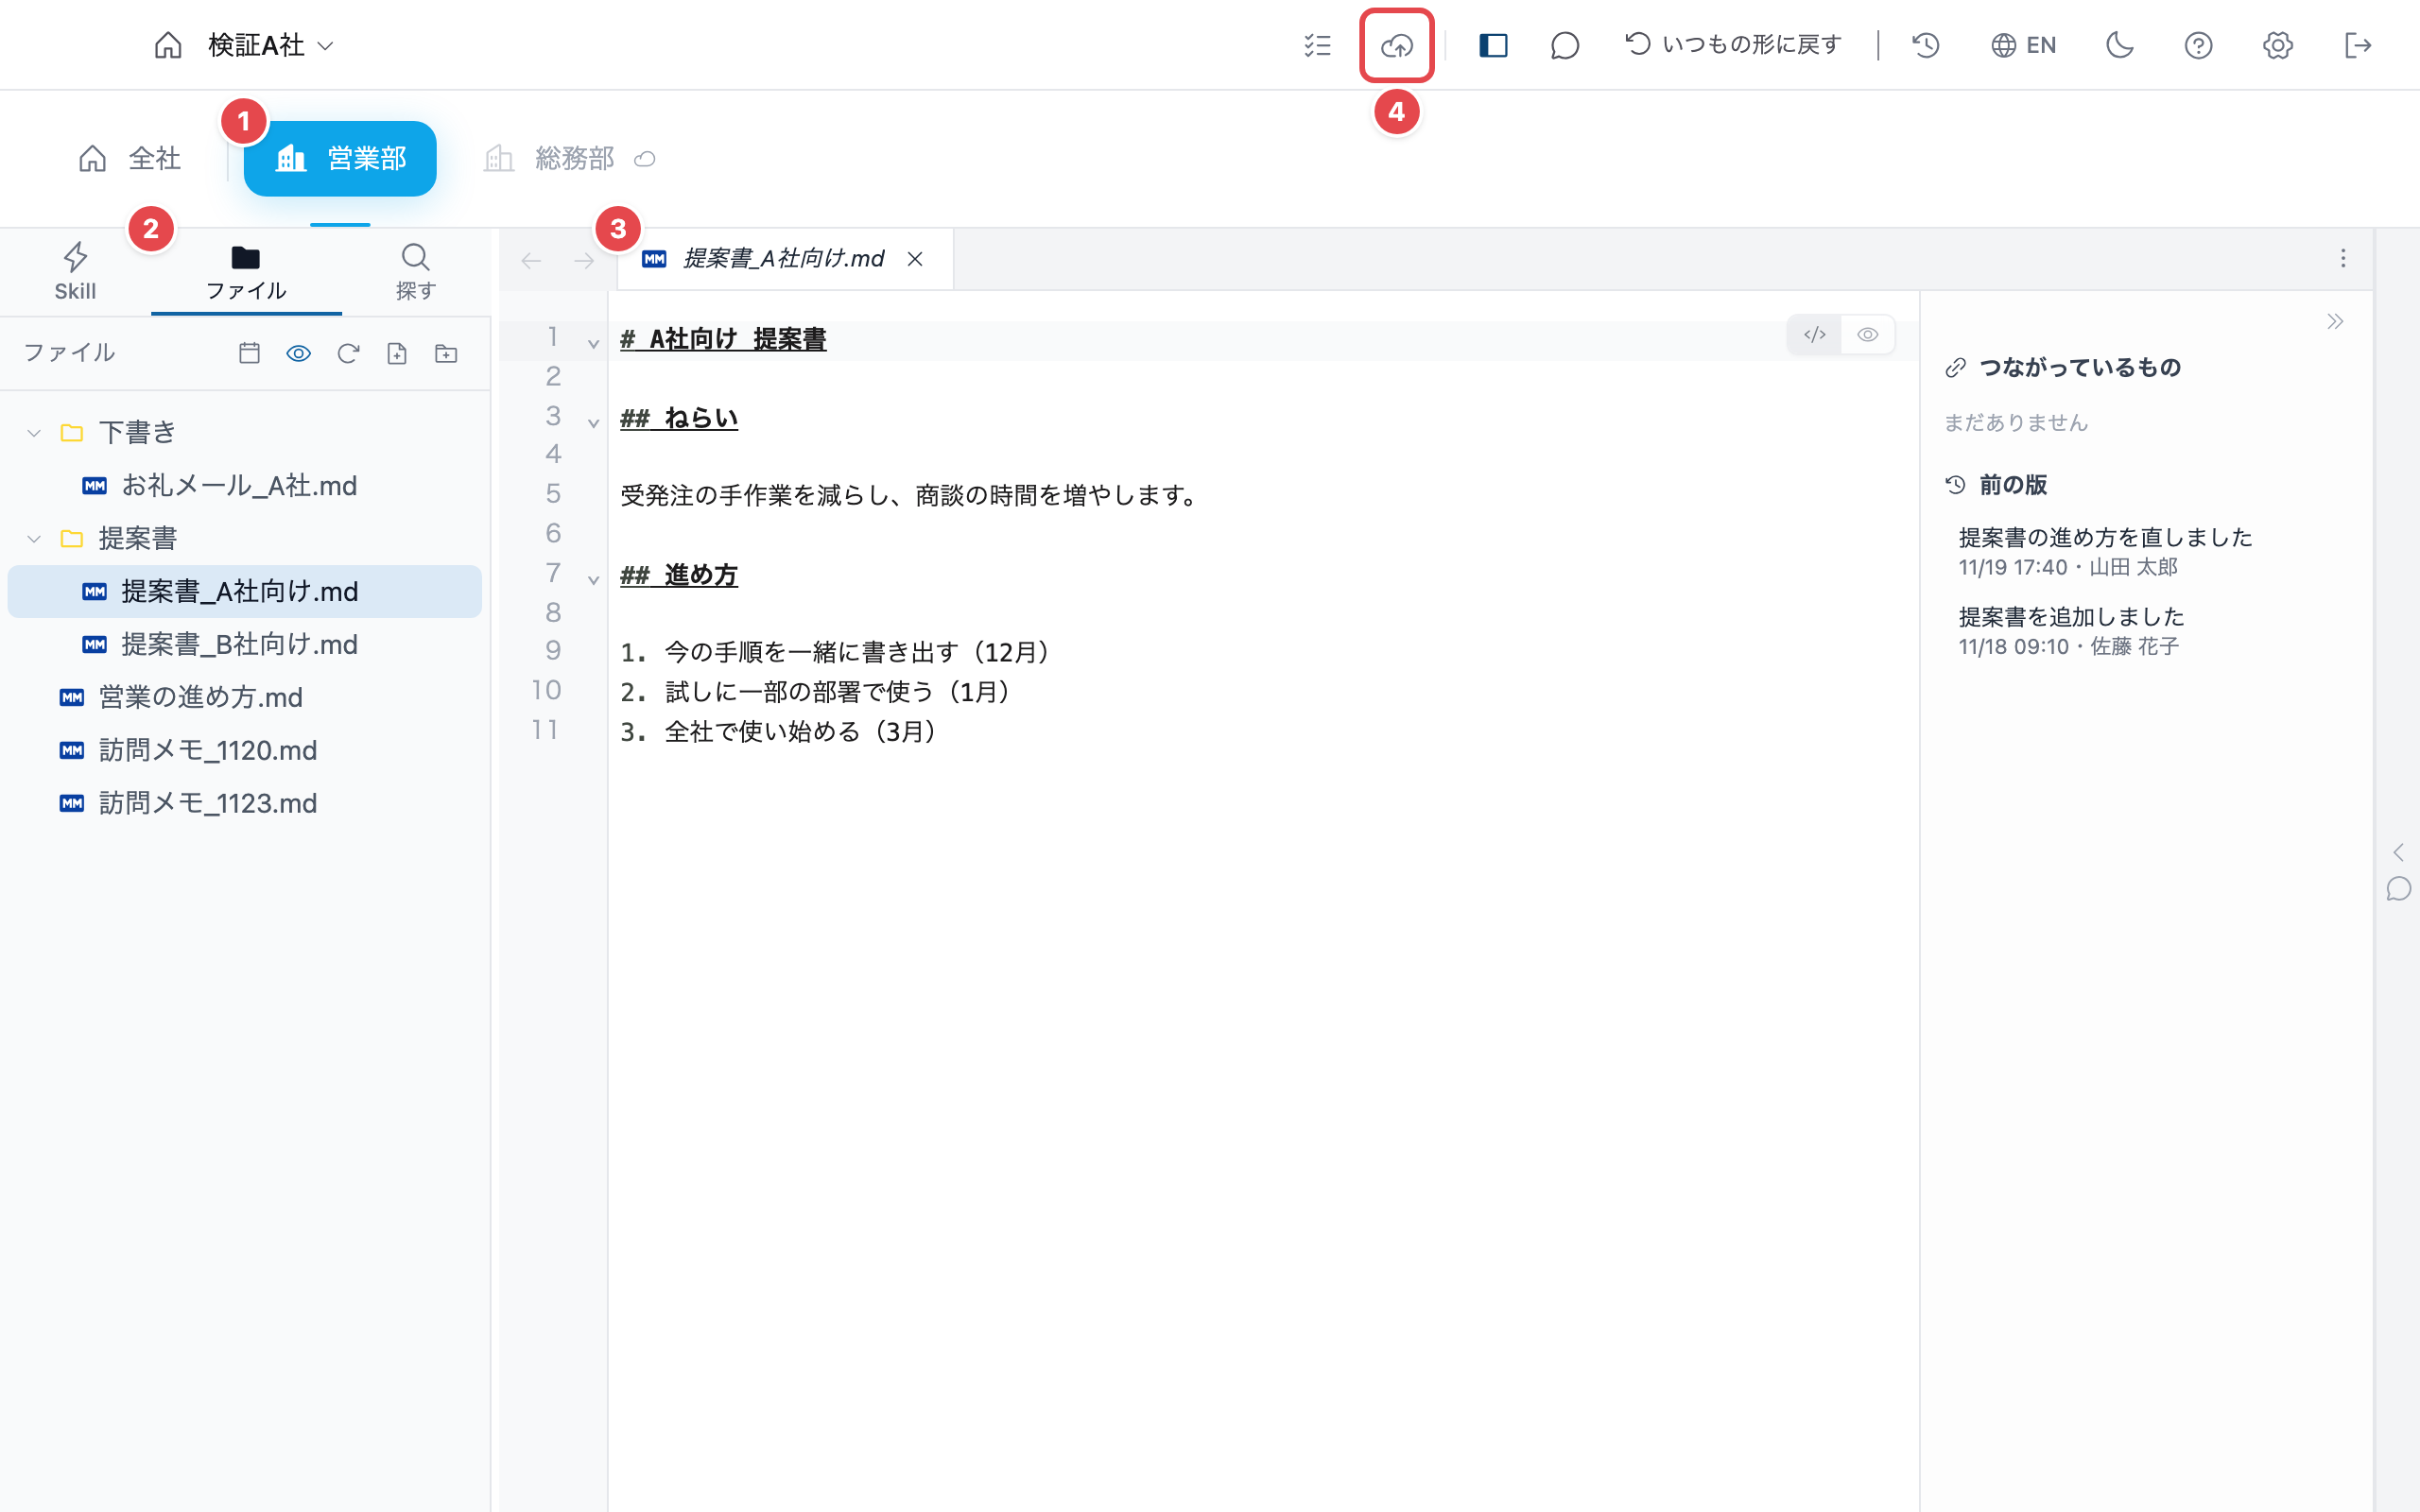 検証A社
いつもの形に戻す
EN
4
1
全社
営業部
総務部
2
3
Skill
ファイル
探す
提案書_A社向け.md
ファイル
下書き
お礼メール_A社.md
提案書
提案書_A社向け.md
提案書_B社向け.md
営業の進め方.md
訪問メモ_1120.md
訪問メモ_1123.md
1 # A社向け 提案書
2
3 ## ねらい
4
5 受発注の手作業を減らし、商談の時間を増やします。
6
7 ## 進め方
8
9 1. 今の手順を一緒に書き出す（12月）
10 2. 試しに一部の部署で使う（1月）
11 3. 全社で使い始める（3月）
</>
つながっているもの
まだありません
前の版
提案書の進め方を直しました
11/19 17:40・山田 太郎
提案書を追加しました
11/18 09:10・佐藤 花子